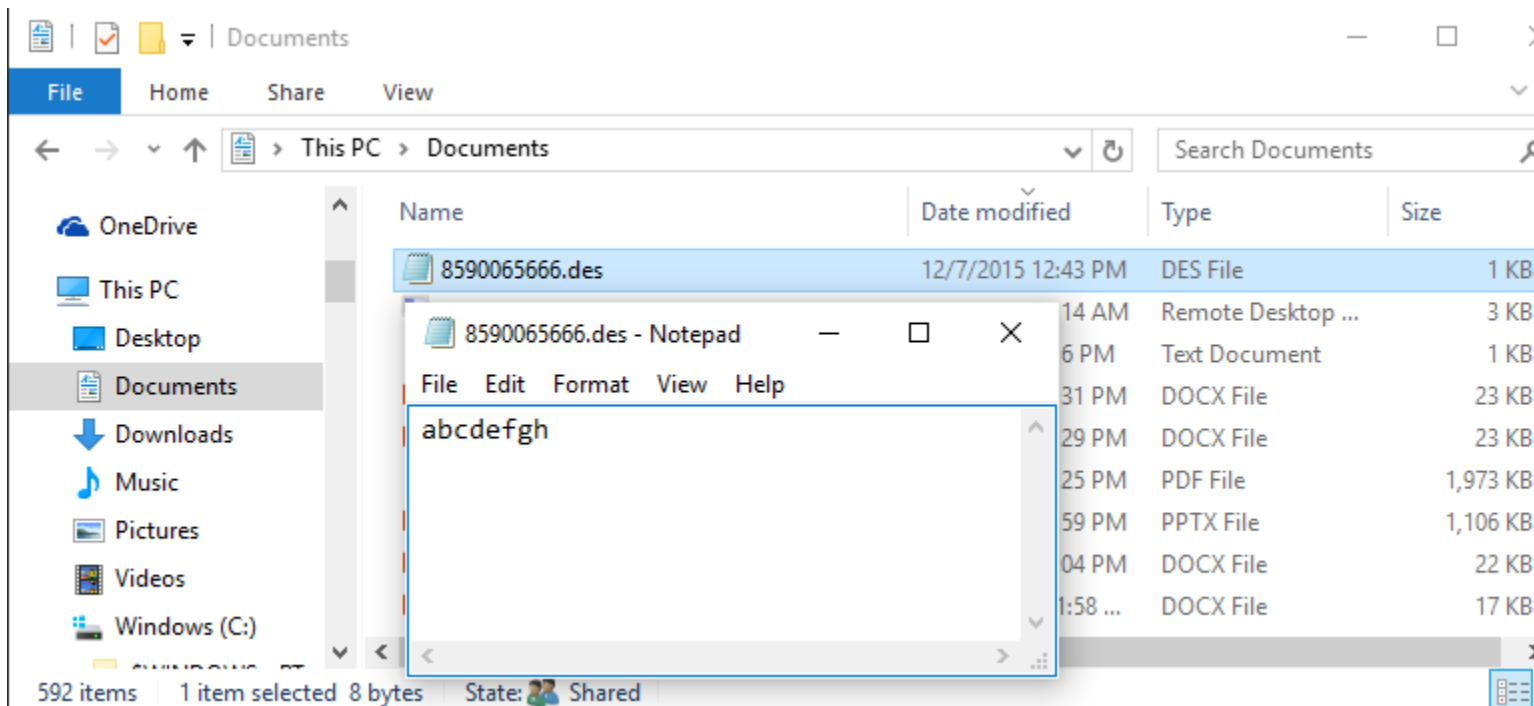 Documents
File Home Share View
This PC > Documents
Search Documents
Name Date modified Type Size
OneDrive
This PC
Desktop
Documents
Downloads
Music
Pictures
Videos
Windows (C:)
8590065666.des 12/7/2015 12:43 PM DES File 1 KB
14 AM Remote Desktop ... 3 KB
6 PM Text Document 1 KB
31 PM DOCX File 23 KB
29 PM DOCX File 23 KB
25 PM PDF File 1,973 KB
59 PM PPTX File 1,106 KB
04 PM DOCX File 22 KB
1:58 ... DOCX File 17 KB
8590065666.des - Notepad
File Edit Format View Help
abcdefgh
592 items 1 item selected 8 bytes State: Shared